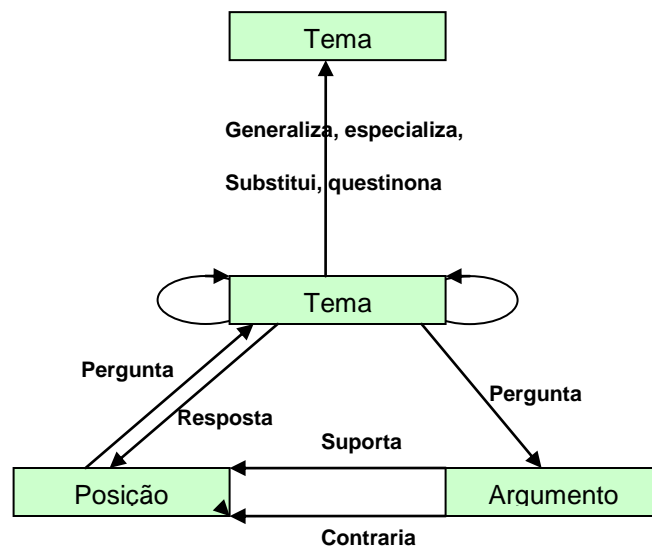 Tema
Generaliza, especializa,
Substitui, questinona
Tema
Pergunta
Pergunta
Resposta
Suporta
Posição
Argumento
Contraria